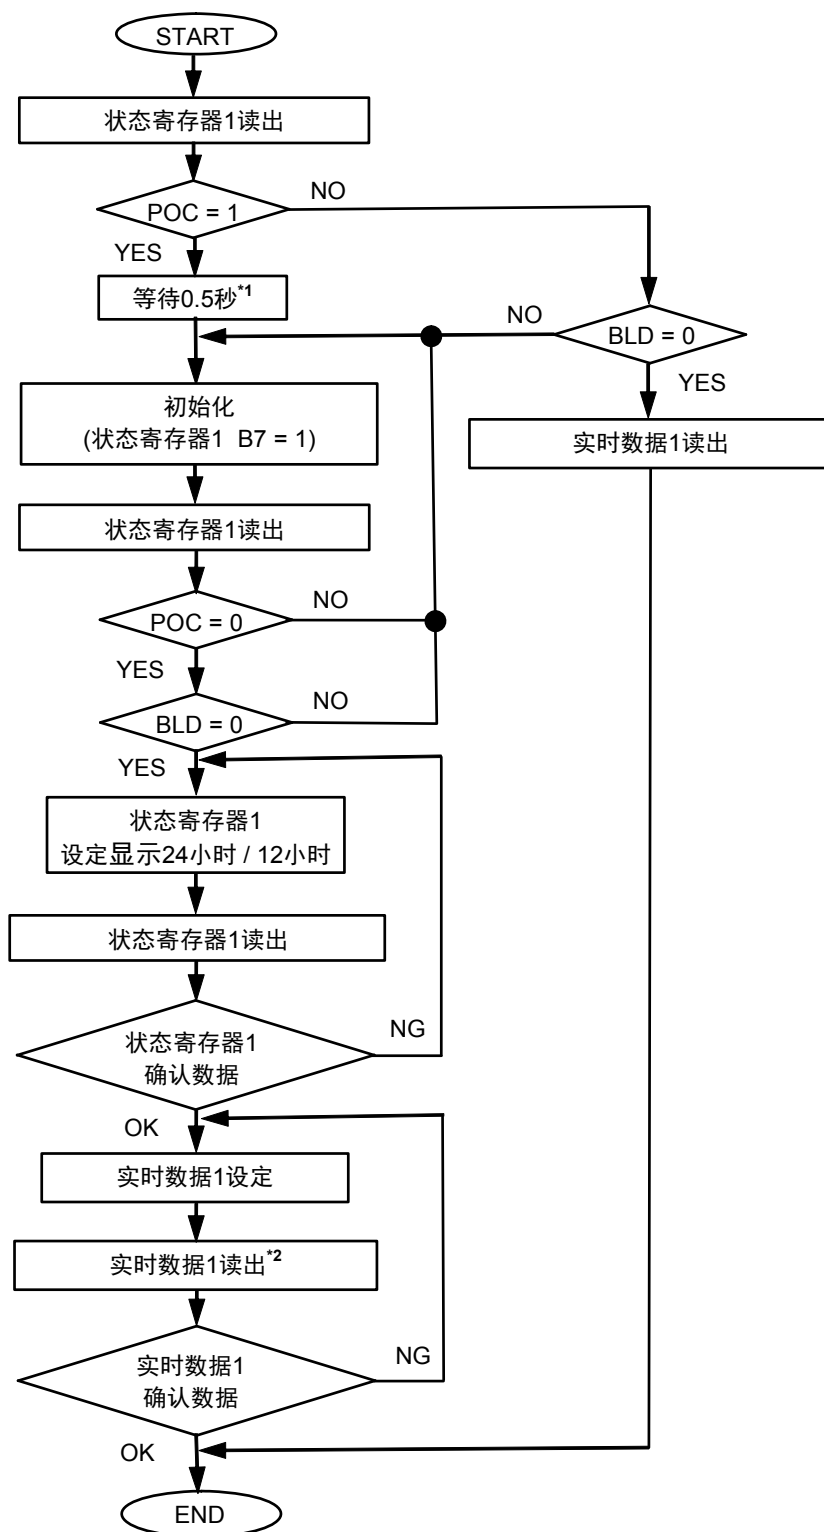 START
状态寄存器1读出
POC = 1
NO
YES
等待0.5秒*1
NO
BLD = 0
YES
初始化
(状态寄存器1 B7 = 1)
实时数据1读出
状态寄存器1读出
POC = 0
NO
YES
BLD = 0
NO
YES
状态寄存器1
设定显示24小时 / 12小时
状态寄存器1读出
状态寄存器1
确认数据
NG
OK
实时数据1设定
实时数据1读出*2
实时数据1
确认数据
NG
OK
END